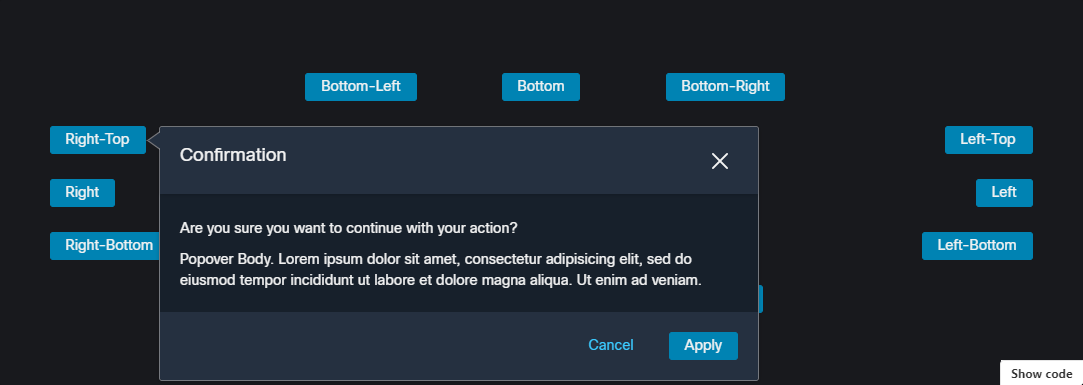 Bottom-Left
Bottom
Bottom-Right
Right-Top
Left-Top
Confirmation
Right
Left
Are you sure you want to continue with your action?
Right-Bottom
Left-Bottom
Popover Body. Lorem ipsum dolor sit amet, consectetur adipisicing elit, sed do
eiusmod tempor incididunt ut labore et dolore magna aliqua. Ut enim ad veniam.
Cancel
Apply
Show code